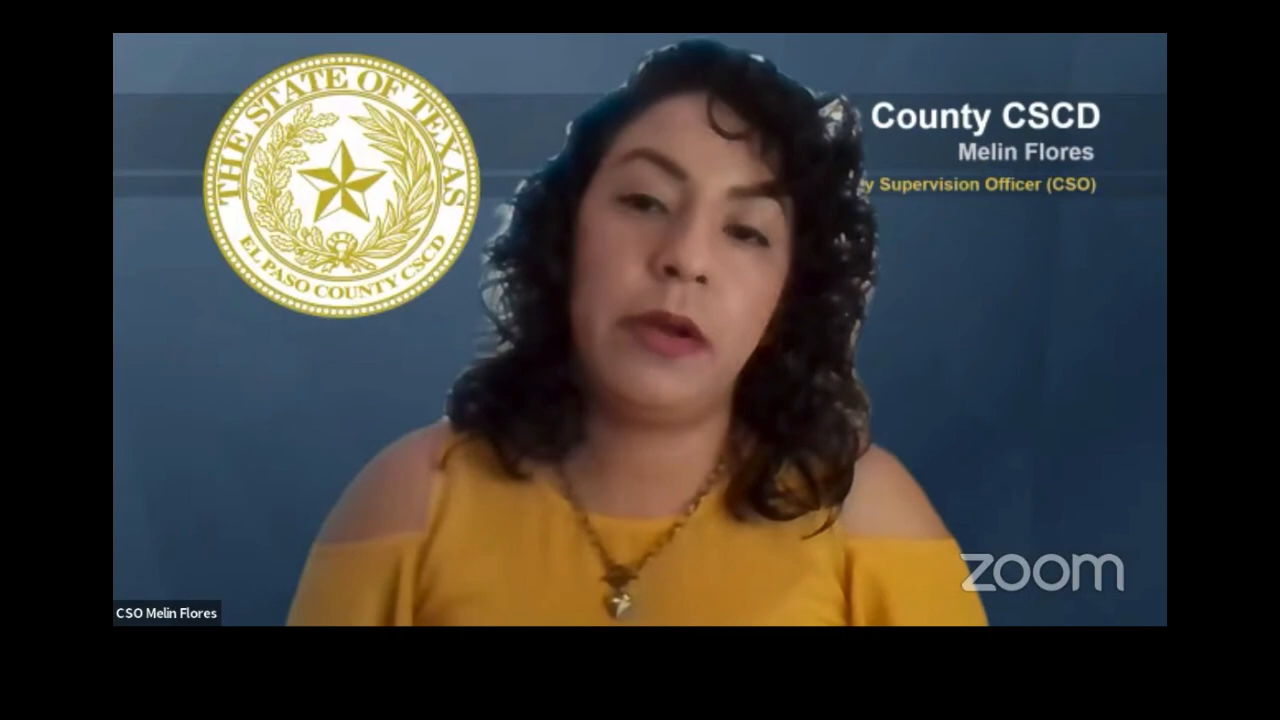 THE STATE OF TEXAS
EL PASO COUNTY CSCD
County CSCD
Melin Flores
y Supervision Officer (CSO)
zoom
CSO Melin Flores